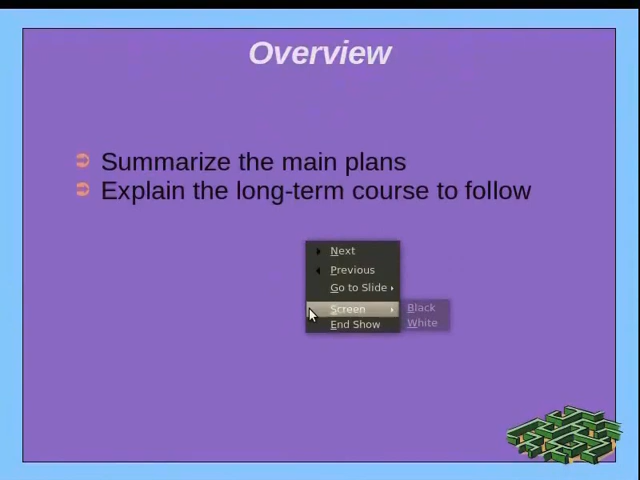 Overview
Summarize the main plans
Explain the long-term course to follow
Next
Previous
Go to Slide
Screen
End Show
Black
White